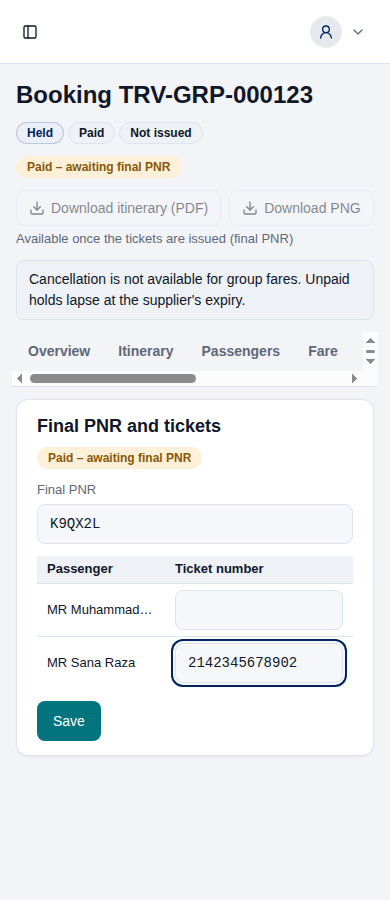 Booking TRV-GRP-000123
Held
Paid
Not issued
Paid – awaiting final PNR
Download itinerary (PDF)
Download PNG
Available once the tickets are issued (final PNR)
Cancellation is not available for group fares. Unpaid
holds lapse at the supplier's expiry.
Overview
Itinerary
Passengers
Fare
Final PNR and tickets
Paid – awaiting final PNR
Final PNR
K9QX2L
Passenger
Ticket number
MR Muhammad…
MR Sana Raza
2142345678902
Save